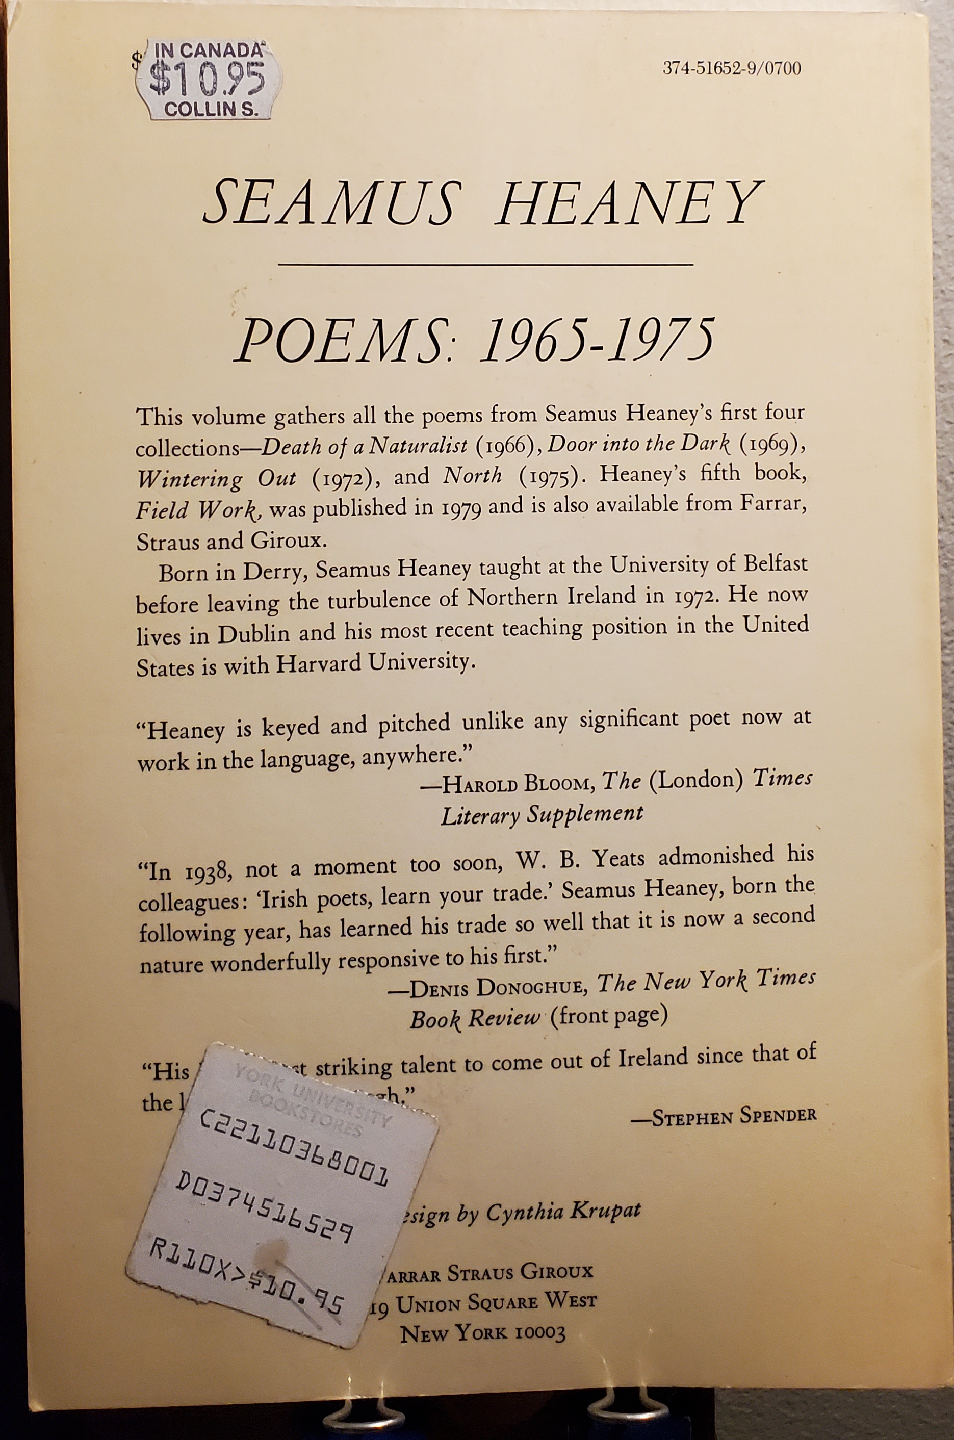 $
IN CANADA
$10.95
COLLINS.
374-51652-9/0700
SEAMUS HEANEY
POEMS: 1965-1975
This volume gathers all the poems from Seamus Heaney's first four
collections—Death of a Naturalist (1966), Door into the Dark (1969),
Wintering Out (1972), and North (1975). Heaney's fifth book,
Field Work, was published in 1979 and is also available from Farrar,
Straus and Giroux.
Born in Derry, Seamus Heaney taught at the University of Belfast
before leaving the turbulence of Northern Ireland in 1972. He now
lives in Dublin and his most recent teaching position in the United
States is with Harvard University.
“Heaney is keyed and pitched unlike any significant poet now at
work in the language, anywhere.”
—HAROLD BLOOM, The (London) Times
Literary Supplement
“In 1938, not a moment too soon, W. B. Yeats admonished his
colleagues: ‘Irish poets, learn your trade.’ Seamus Heaney, born the
following year, has learned his trade so well that it is now a second
nature wonderfully responsive to his first.”
—DENIS DONOGHUE, The New York Times
Book Review (front page)
“His striking talent to come out of Ireland since that of
the
—STEPHEN SPENDER
YORK UNIVERSITY
BOOKSTORES
C22110368001
D0374516529
R110X>$10.95
esign by Cynthia Krupat
ARRAR STRAUS GIROUX
19 UNION SQUARE WEST
NEW YORK 10003